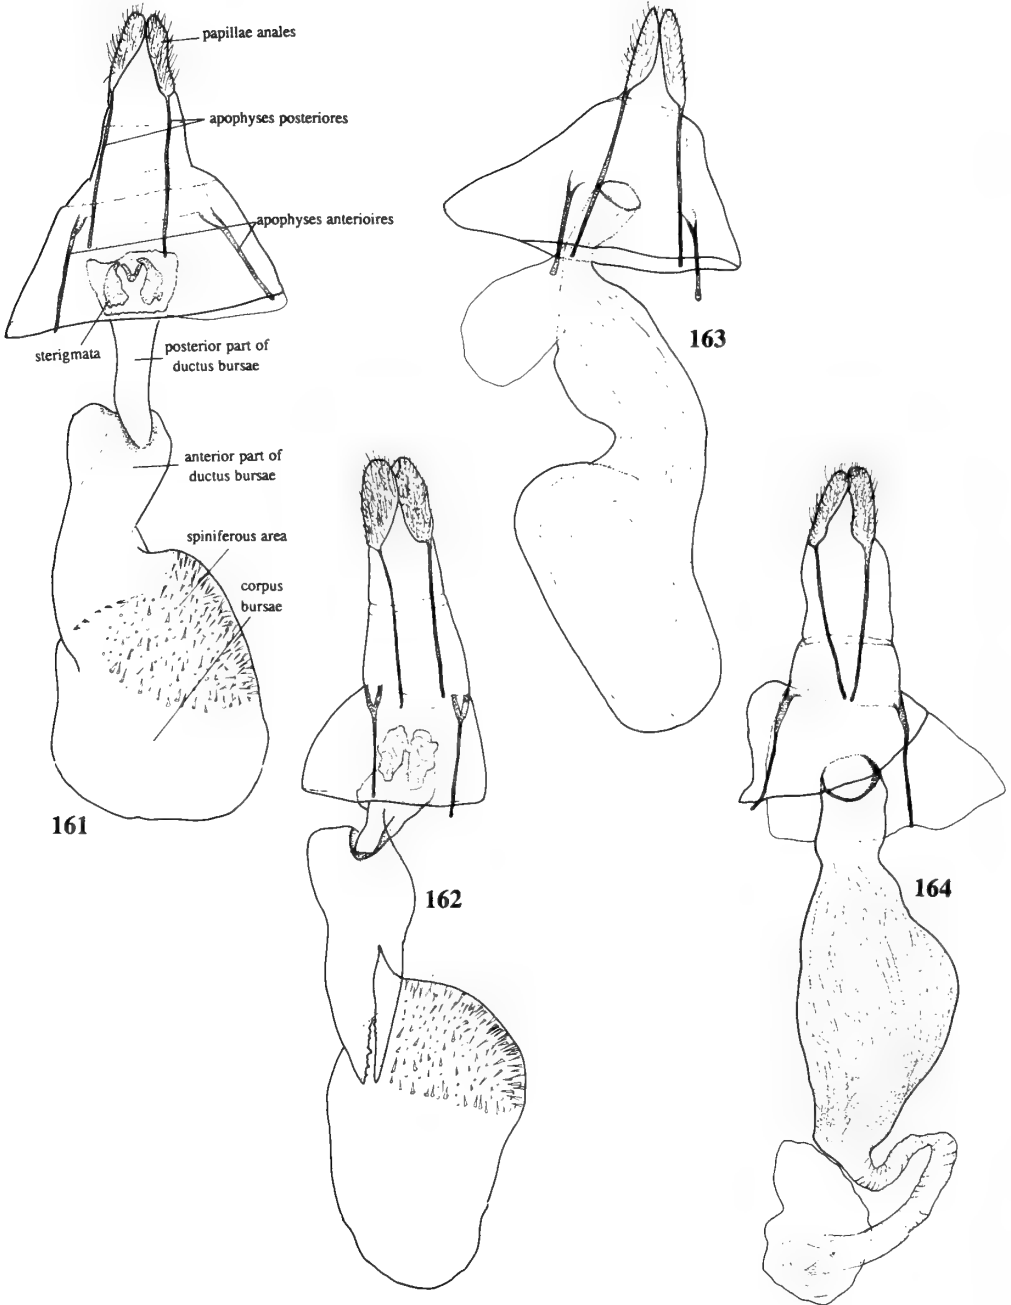 papillae anales
apophyses posteriores
apophyses anterioires
sterigmata
posterior part of
ductus bursae
anterior part of
ductus bursae
spiniferous area
corpus
bursae
161
162
163
164